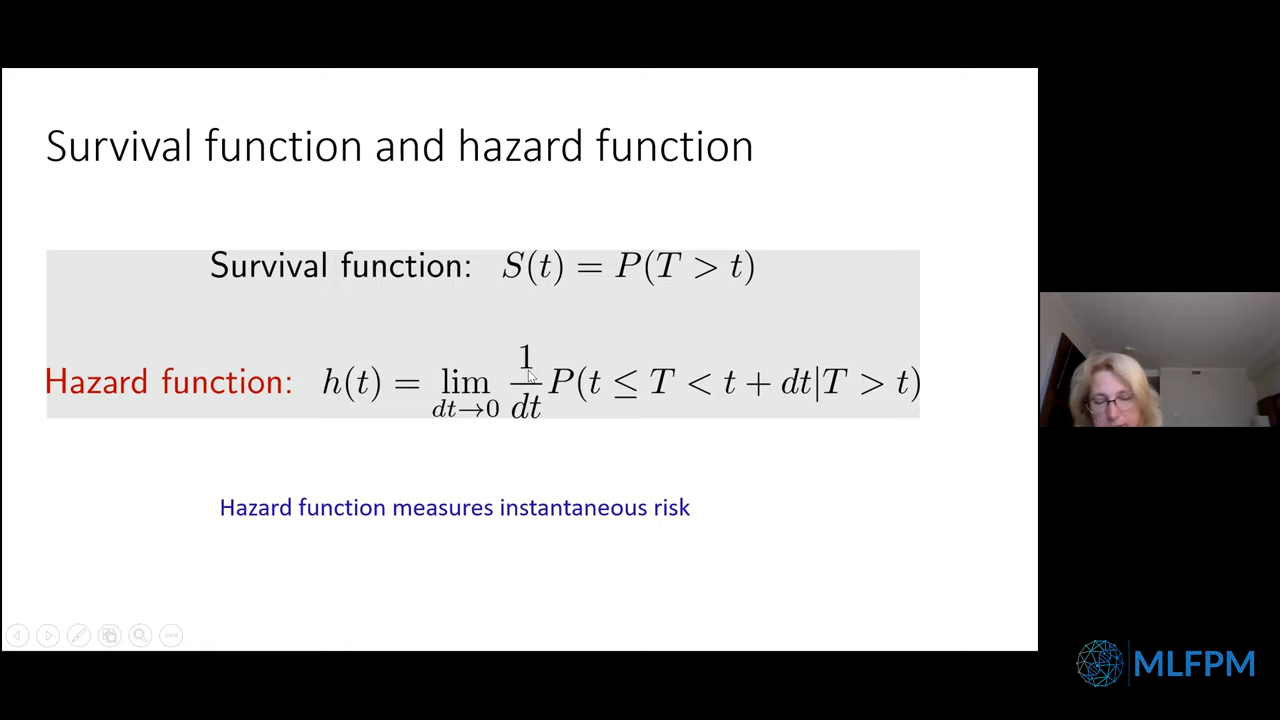 Survival function and hazard function
Survival function: S(t) = P(T > t)
Hazard function: h(t) = lim_{dt→0} \frac{1}{dt} P(t ≤ T < t + dt|T > t)
Hazard function measures instantaneous risk
MLFPM